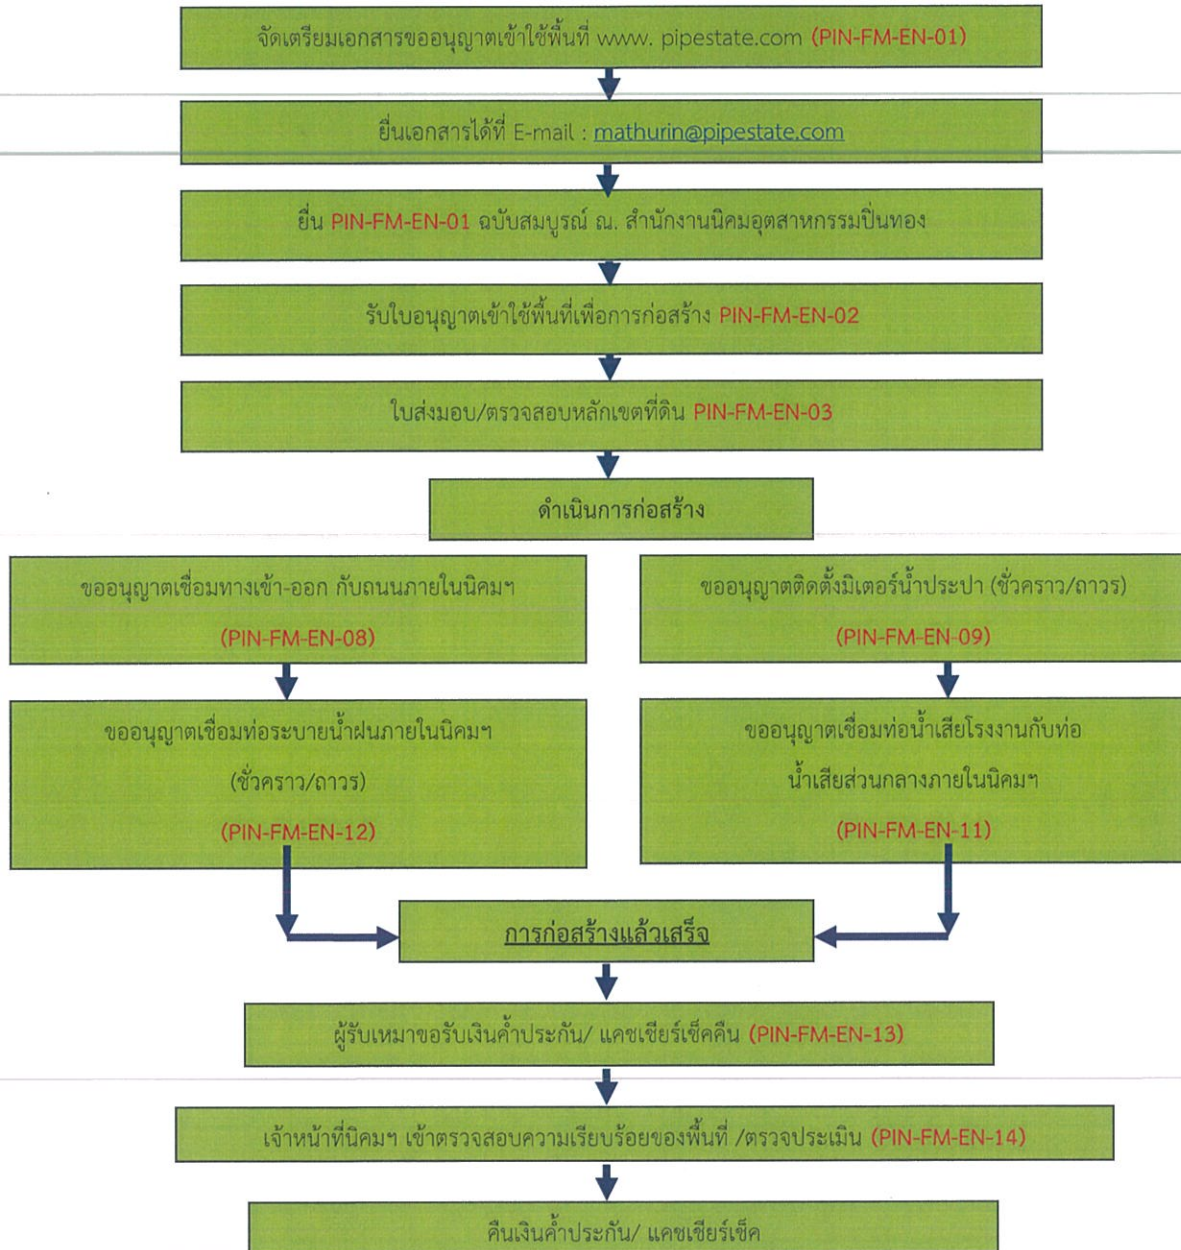 จัดเตรียมเอกสารขออนุญาตเข้าใช้พื้นที่ www. pipestate.com (PIN-FM-EN-01)
ยื่นเอกสารได้ที่ E-mail : mathurin@pipestate.com
ยื่น PIN-FM-EN-01 ฉบับสมบูรณ์ ณ. สำนักงานนิคมอุตสาหกรรมปิ่นทอง
รับใบอนุญาตเข้าใช้พื้นที่เพื่อการก่อสร้าง PIN-FM-EN-02
ใบส่งมอบ/ตรวจสอบหลักเขตที่ดิน PIN-FM-EN-03
ดำเนินการก่อสร้าง
ขออนุญาตเชื่อมทางเข้า-ออก กับถนนภายในนิคมฯ
(PIN-FM-EN-08)
ขออนุญาตติดตั้งมิเตอร์น้ำประปา (ชั่วคราว/ถาวร)
(PIN-FM-EN-09)
ขออนุญาตเชื่อมท่อระบายน้ำฝนภายในนิคมฯ
(ชั่วคราว/ถาวร)
(PIN-FM-EN-12)
ขออนุญาตเชื่อมท่อน้ำเสียโรงงานกับท่อ
น้ำเสียส่วนกลางภายในนิคมฯ
(PIN-FM-EN-11)
การก่อสร้างแล้วเสร็จ
ผู้รับเหมาขอรับเงินค้ำประกัน/ แคชเชียร์เช็คคืน (PIN-FM-EN-13)
เจ้าหน้าที่นิคมฯ เข้าตรวจสอบความเรียบร้อยของพื้นที่ /ตรวจประเมิน (PIN-FM-EN-14)
คืนเงินค้ำประกัน/ แคชเชียร์เช็ค